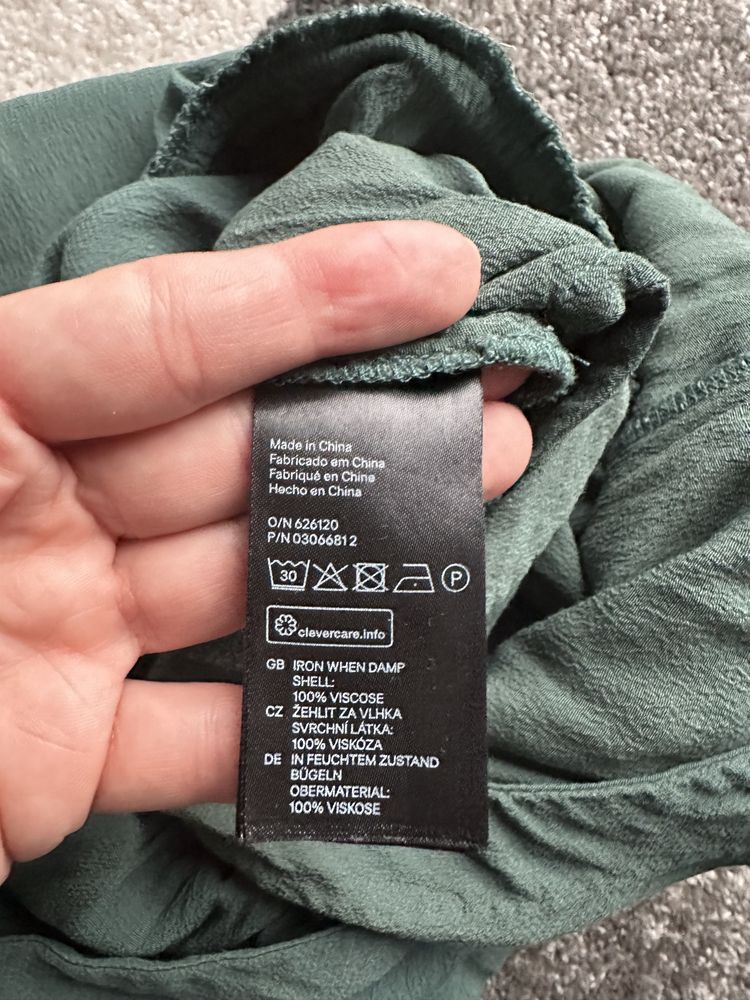 Made in China
Fabricado em China
Fabriqué en Chine
Hecho en China
O/N 626120
P/N 03066812
30 P
clevercare.info
GB IRON WHEN DAMP
SHELL:
100% VISCOSE
CZ ŽEHLIT ZA VLHKA
SVRCHNÍ LÁTKA:
100% VISKÓZA
DE IN FEUCHTEM ZUSTAND
BÜGELN
OBERMATERIAL:
100% VISKOSE